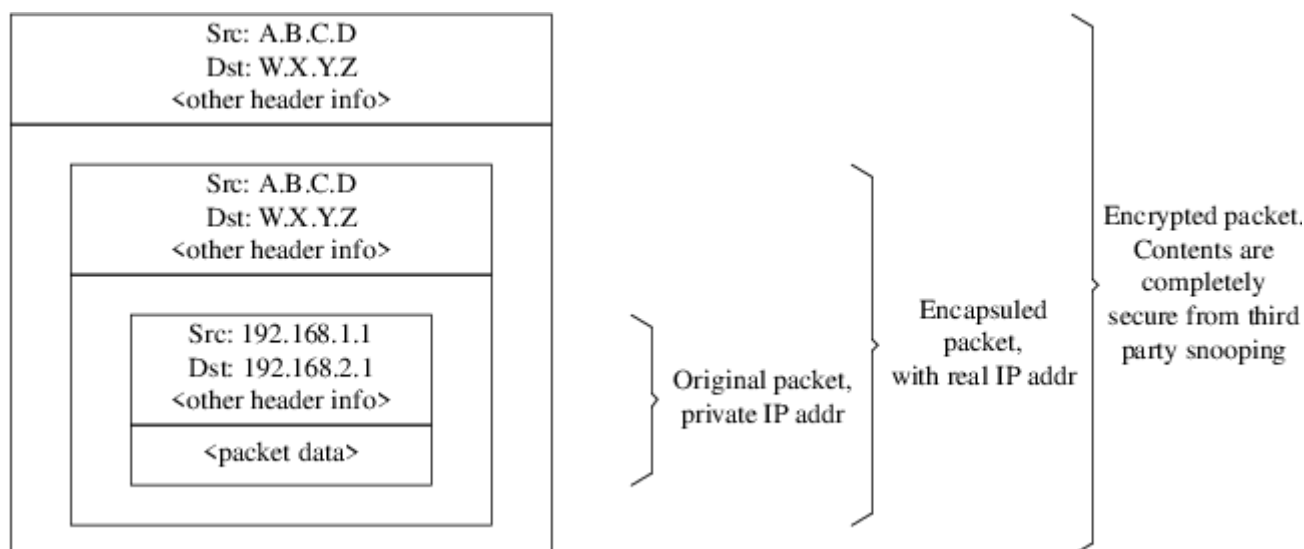 Src: A.B.C.D
Dst: W.X.Y.Z
<other header info>
Src: A.B.C.D
Dst: W.X.Y.Z
<other header info>
Src: 192.168.1.1
Dst: 192.168.2.1
<other header info>
<packet data>
Original packet,
private IP addr
Encapsuled
packet,
with real IP addr
Encrypted packet.
Contents are
completely
secure from third
party snooping